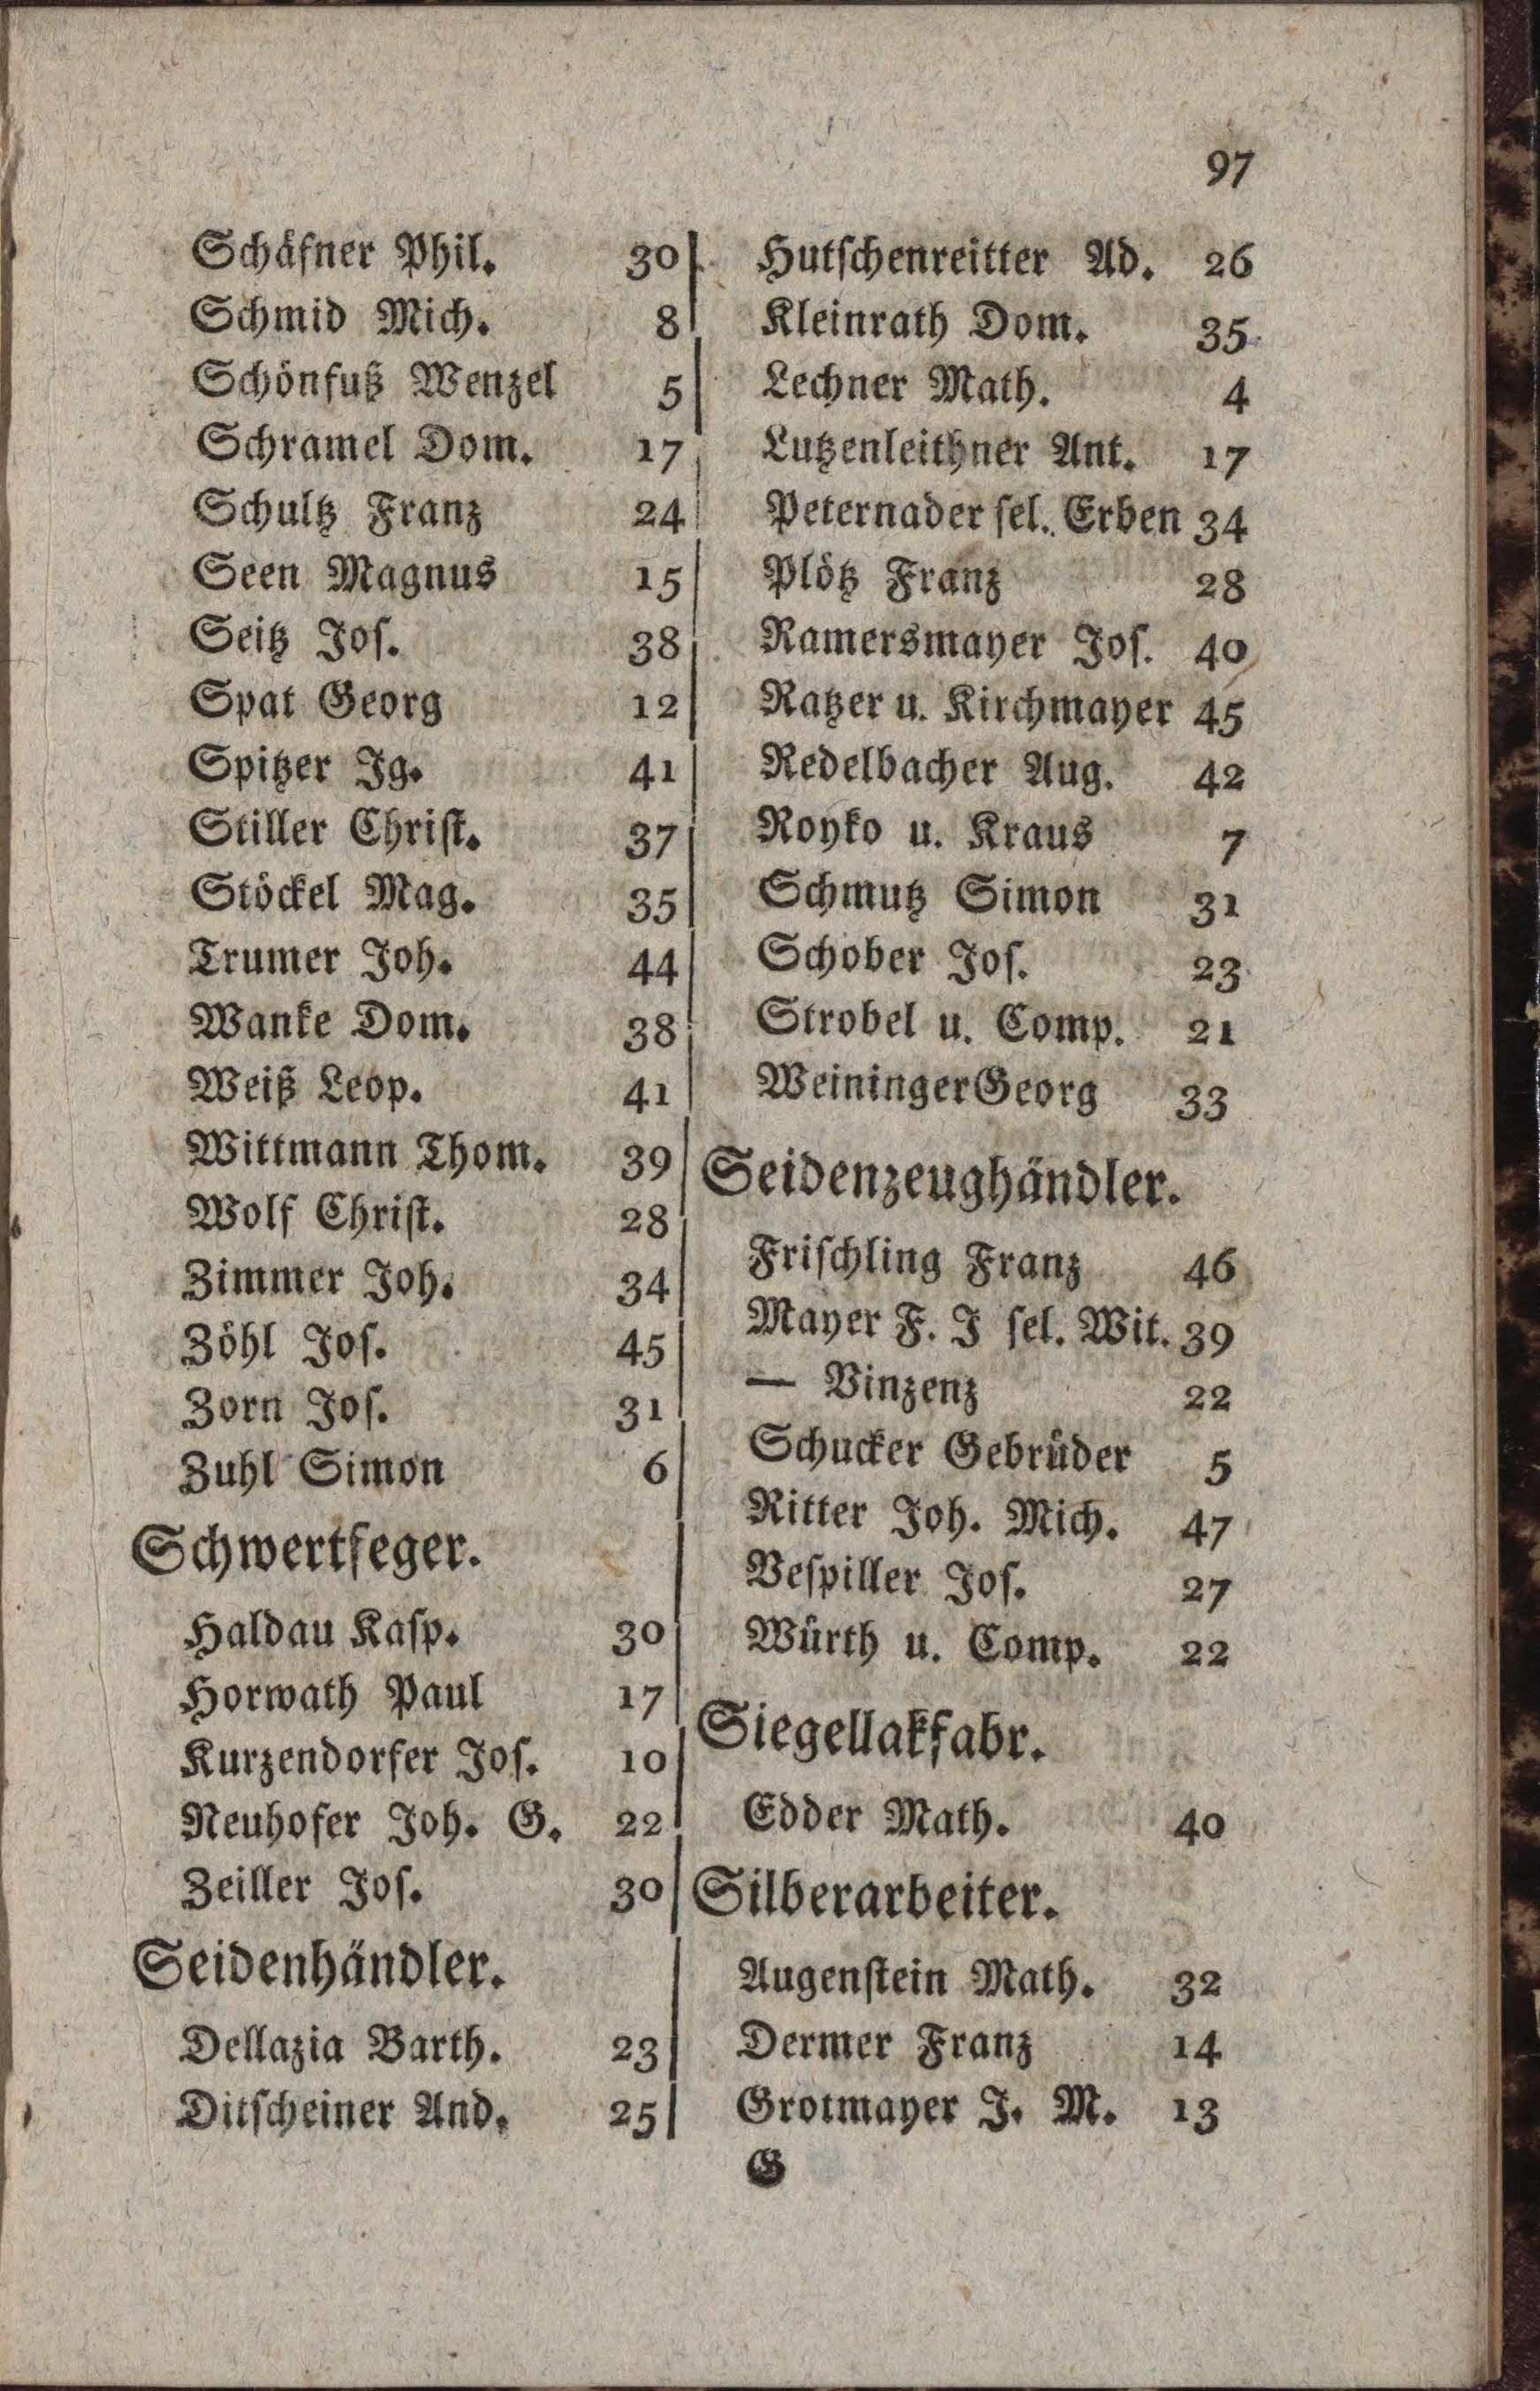 97
Schäfner Phil. 30
Schmid Mich. 8
Schönfuß Wenzel 5
Schramel Dom. 17
Schultz Franz 24
Seen Magnus 15
Seitz Jos. 38
Spat Georg 12
Spitzer Ig. 41
Stiller Christ. 37
Stöckel Mag. 35
Trumer Joh. 44
Wanke Dom. 38
Weiß Leop. 41
Wittmann Thom. 39
Wolf Christ. 28
Zimmer Joh. 34
Zöhl Jos. 45
Zorn Jos. 31
Zuhl Simon 6
Schwertfeger.
Haldau Kasp. 30
Horwath Paul 17
Kurzendorfer Jos. 10
Neuhofer Joh. G. 22
Zeiller Jos. 30
Seidenhändler.
Dellazia Barth. 23
Ditscheiner And. 25
Hutschenreitter Ad. 26
Kleinrath Dom. 35
Lechner Math. 4
Lutzenleithner Ant. 17
Peternader sel. Erben 34
Plötz Franz 28
Ramersmayer Jos. 40
Ratzer u. Kirchmayer 45
Redelbacher Aug. 42
Royko u. Kraus 7
Schmutz Simon 31
Schober Jos. 23
Strobel u. Comp. 21
Weininger Georg 33
Seidenzeughändler.
Frischling Franz 46
Mayer F. J sel. Wit. 39
— Vinzenz 22
Schucker Gebrüder 5
Ritter Joh. Mich. 47
Vespiller Jos. 27
Würth u. Comp. 22
Siegellakfabr.
Edder Math. 40
Silberarbeiter.
Augenstein Math. 32
Dermer Franz 14
Grotmayer J. M. 13
G